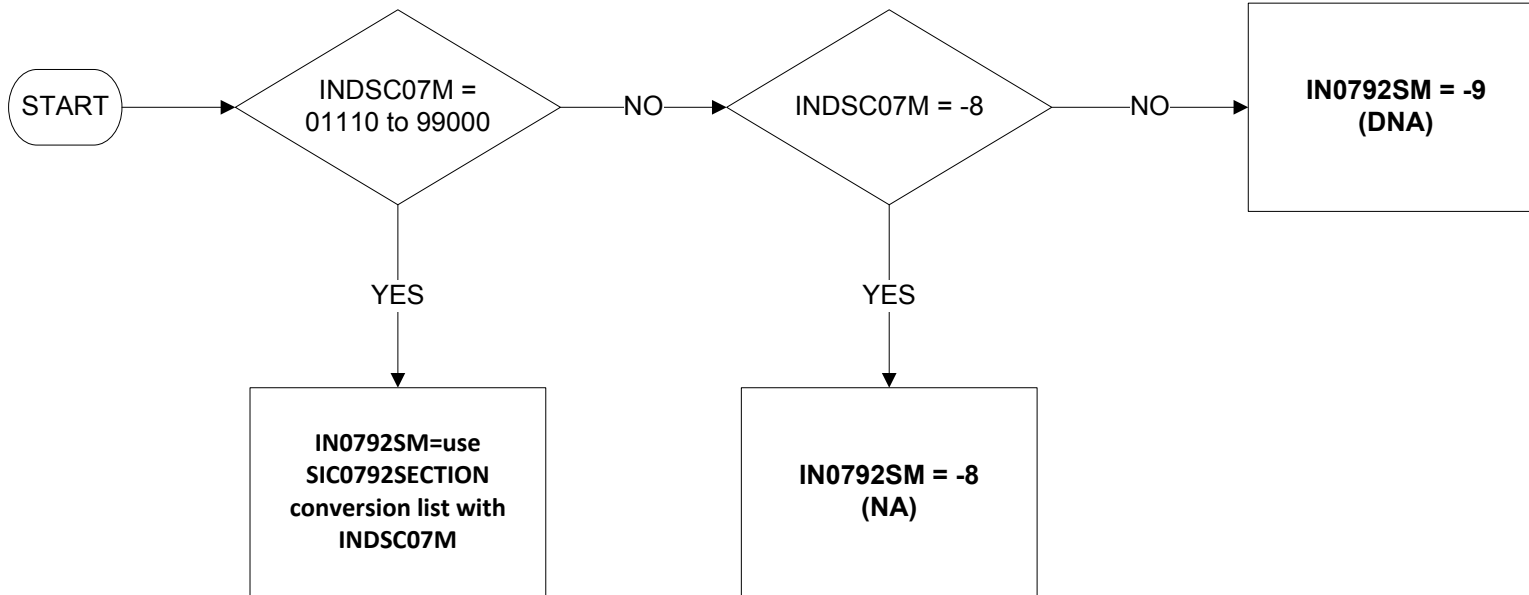 START
INDSC07M =
01110 to 99000
NO
INDSC07M = -8
NO
IN0792SM = -9
(DNA)
YES
YES
IN0792SM=use
SIC0792SECTION
conversion list with
INDSC07M
IN0792SM = -8
(NA)